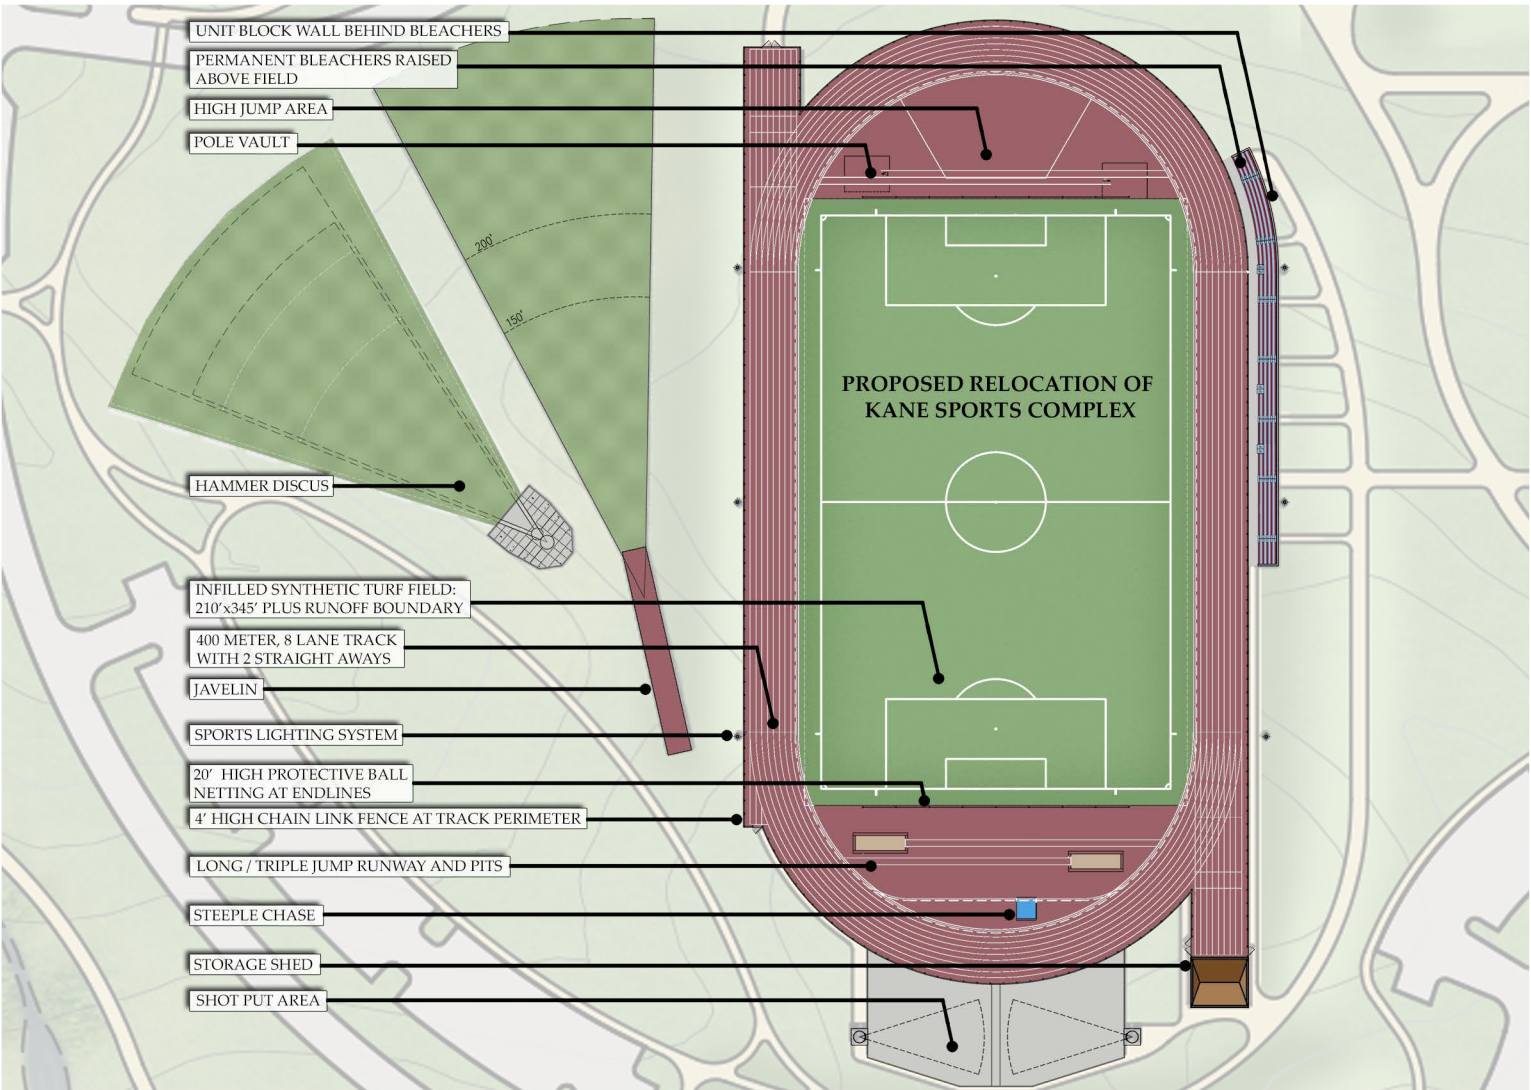 UNIT BLOCK WALL BEHIND BLEACHERS
PERMANENT BLEACHERS RAISED
ABOVE FIELD
HIGH JUMP AREA
POLE VAULT
200'
150'
PROPOSED RELOCATION OF
KANE SPORTS COMPLEX
HAMMER DISCUS
INFILLED SYNTHETIC TURF FIELD:
210'x345' PLUS RUNOFF BOUNDARY
400 METER, 8 LANE TRACK
WITH 2 STRAIGHT AWAYS
JAVELIN
SPORTS LIGHTING SYSTEM
20' HIGH PROTECTIVE BALL
NETTING AT ENDLINES
4' HIGH CHAIN LINK FENCE AT TRACK PERIMETER
LONG / TRIPLE JUMP RUNWAY AND PITS
STEEPLE CHASE
STORAGE SHED
SHOT PUT AREA